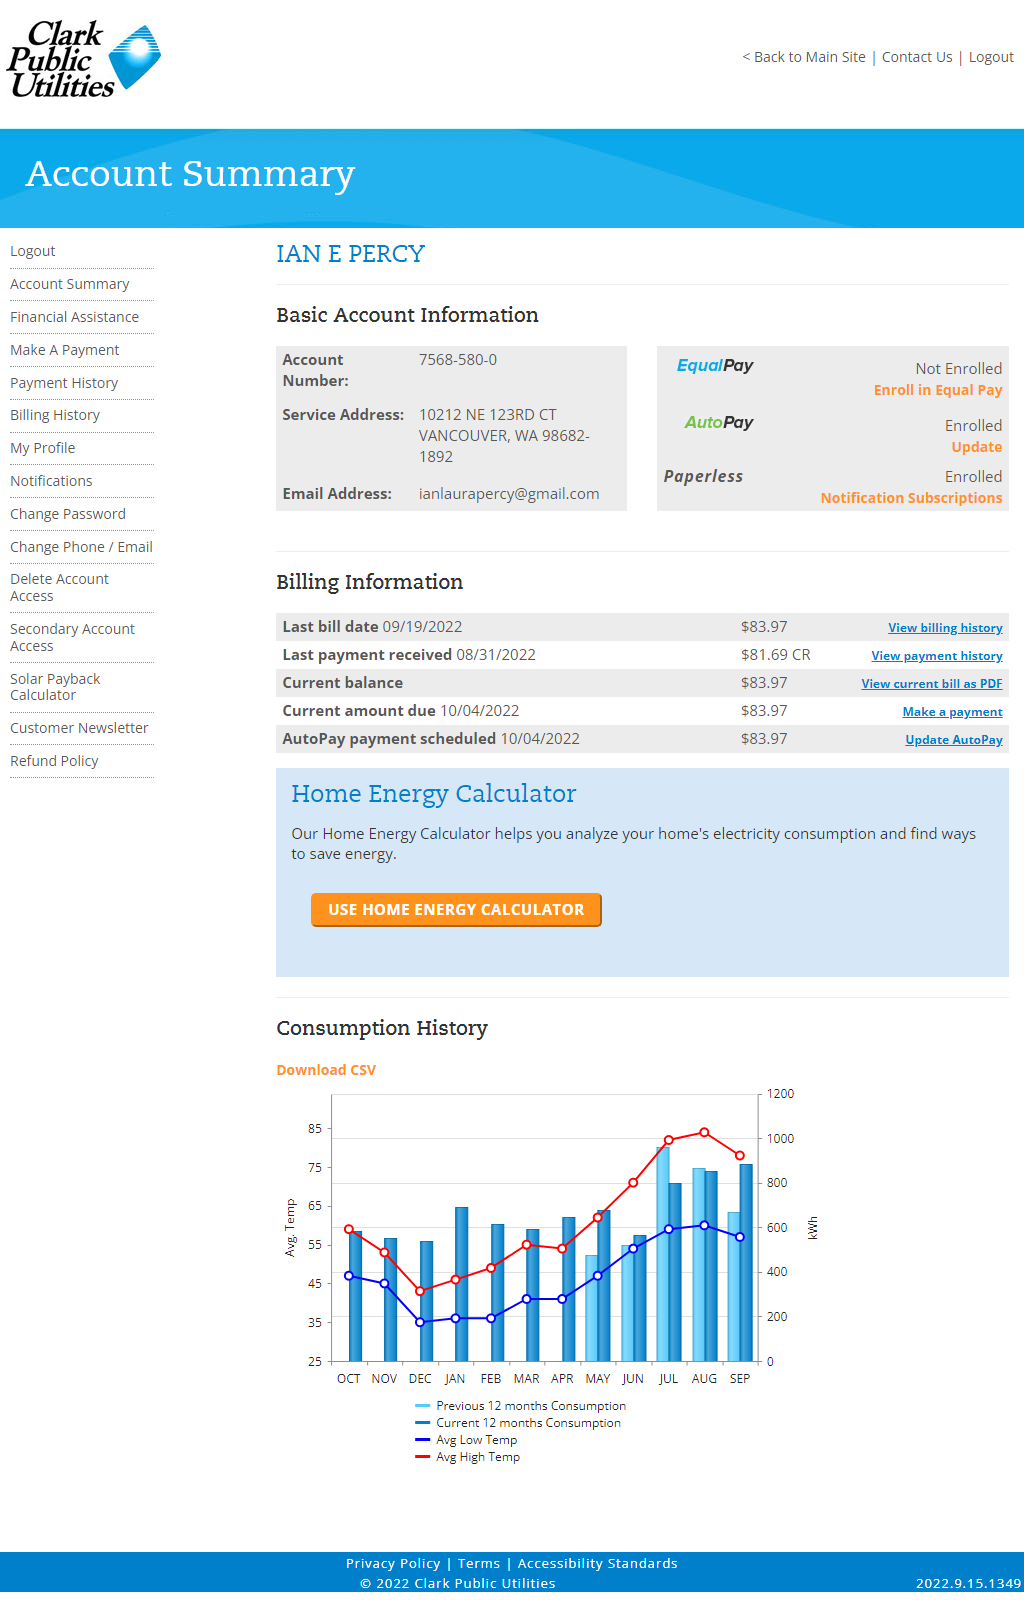 Clark
Public
Utilities
< Back to Main Site | Contact Us | Logout
Account Summary
Logout
Account Summary
Financial Assistance
Make A Payment
Payment History
Billing History
My Profile
Notifications
Change Password
Change Phone / Email
Delete Account
Access
Secondary Account
Access
Solar Payback
Calculator
Customer Newsletter
Refund Policy
IAN E PERCY
Basic Account Information
Account
Number:
7568-580-0
Service Address:
10212 NE 123RD CT
VANCOUVER, WA 98682-
1892
Email Address:
ianlaurapercy@gmail.com
EqualPay
Not Enrolled
Enroll in Equal Pay
AutoPay
Enrolled
Update
Paperless
Enrolled
Notification Subscriptions
Billing Information
Last bill date 09/19/2022 $83.97 View billing history
Last payment received 08/31/2022 $81.69 CR View payment history
Current balance $83.97 View current bill as PDF
Current amount due 10/04/2022 $83.97 Make a payment
AutoPay payment scheduled 10/04/2022 $83.97 Update AutoPay
Home Energy Calculator
Our Home Energy Calculator helps you analyze your home's electricity consumption and find ways
to save energy.
USE HOME ENERGY CALCULATOR
Consumption History
Download CSV
Avg. Temp
85
75
65
55
45
35
25
1200
1000
800
600
400
200
0
kWh
OCT NOV DEC JAN FEB MAR APR MAY JUN JUL AUG SEP
Previous 12 months Consumption
Current 12 months Consumption
Avg Low Temp
Avg High Temp
Privacy Policy | Terms | Accessibility Standards
© 2022 Clark Public Utilities
2022.9.15.1349